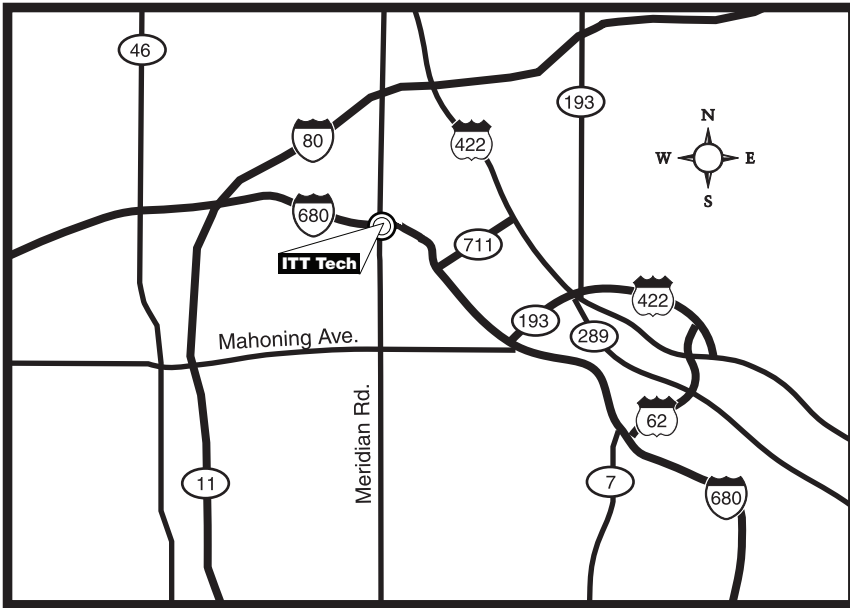 46
193
N
80
422
W
E
S
680
711
ITT Tech
422
193
289
Mahoning Ave.
Meridian Rd.
62
11
7
680